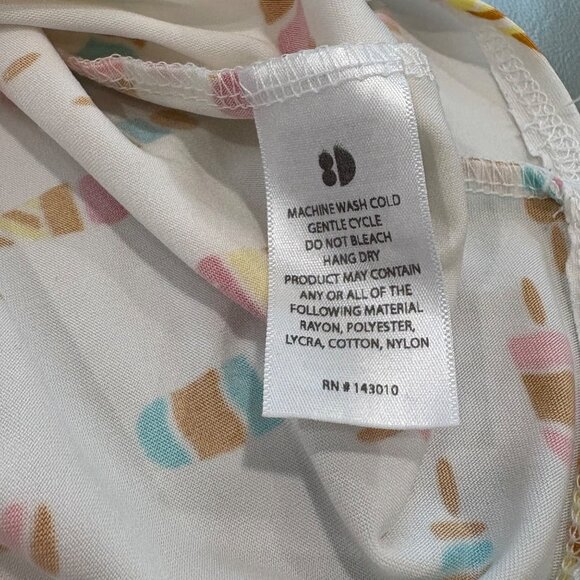 8D
MACHINE WASH COLD
GENTLE CYCLE
DO NOT BLEACH
HANG DRY
PRODUCT MAY CONTAIN
ANY OR ALL OF THE
FOLLOWING MATERIAL
RAYON, POLYESTER,
LYCRA, COTTON, NYLON
RN # 143010